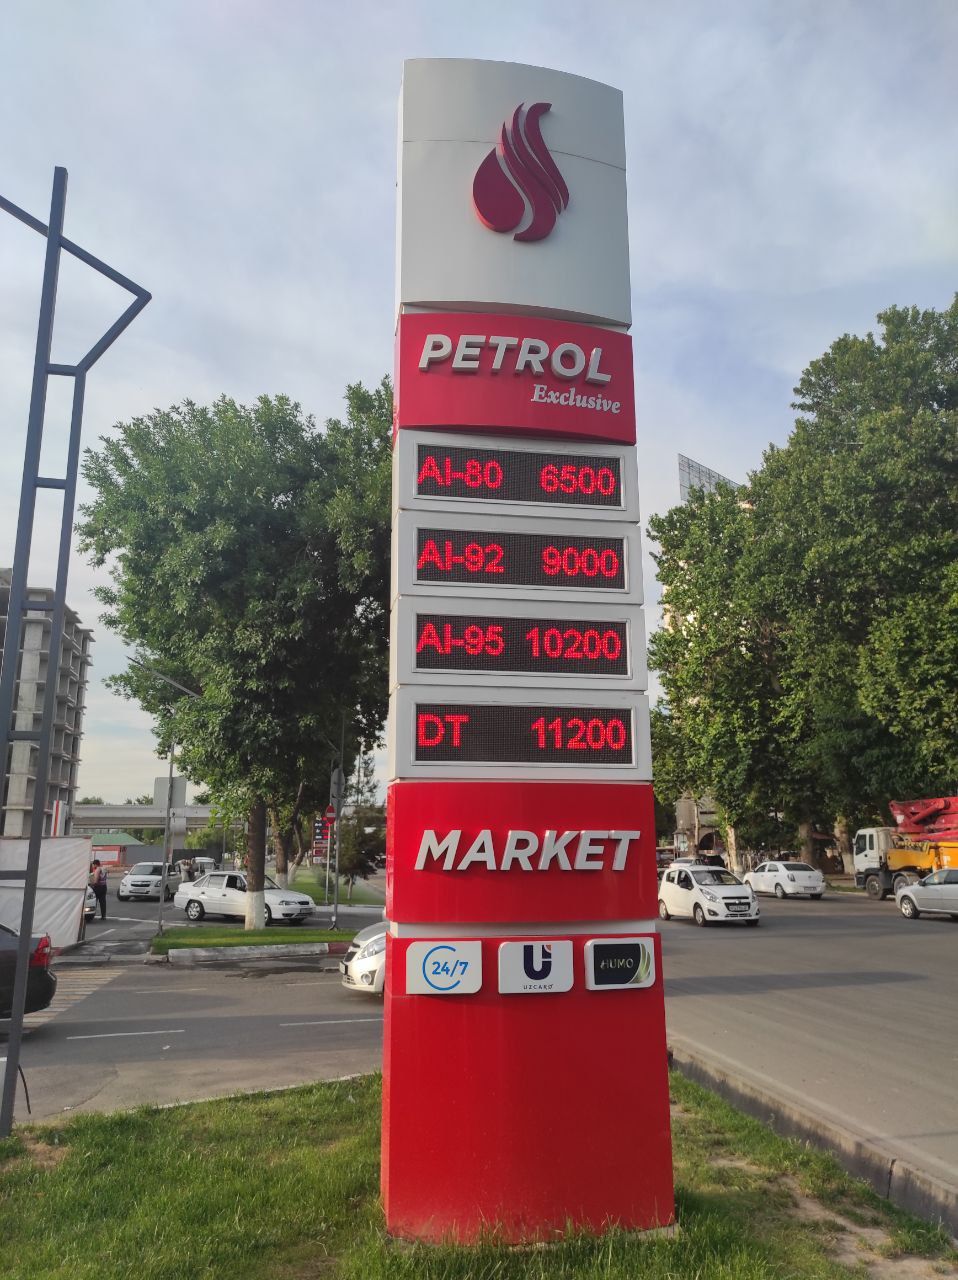 PETROL
Exclusive
AI-80 6500
AI-92 9000
AI-95 10200
DT 11200
MARKET
24/7
UZCARD
HUMO